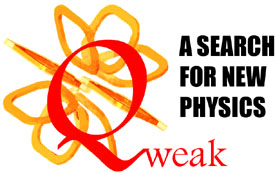 A SEARCH
FOR NEW
PHYSICS
Qweak